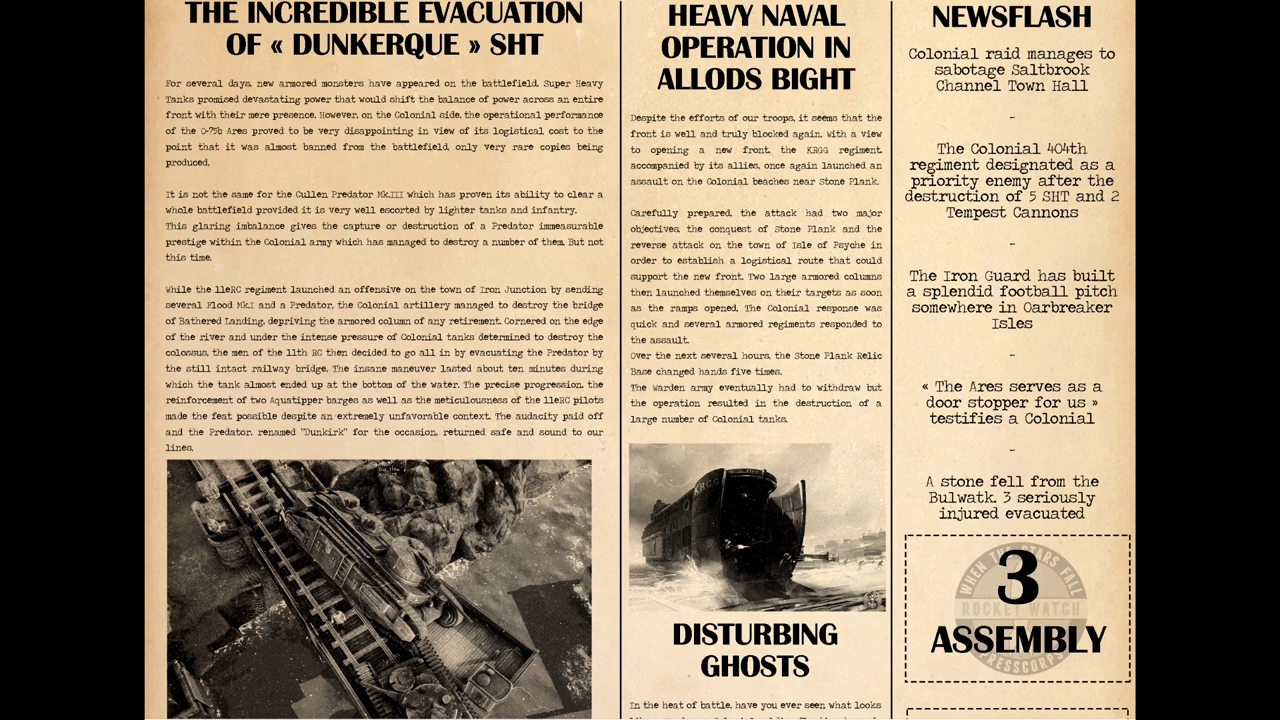 THE INCREDIBLE EVACUATION
OF « DUNKERQUE » SHT
For several days, new armored monsters have appeared on the battlefield. Super Heavy
Tanks promised devastating power that would shift the balance of power across an entire
front with their mere presence. However, on the Colonial side, the operational performance
of the O-75b Ares proved to be very disappointing in view of its logistical cost to the
point that it was almost banned from the battlefield, only very rare copies being
produced.
It is not the same for the Cullen Predator Mk.III which has proven its ability to clear a
whole battlefield provided it is very well escorted by lighter tanks and infantry.
This glaring imbalance gives the capture or destruction of a Predator immeasurable
prestige within the Colonial army which has managed to destroy a number of them. But not
this time.
While the 11eRC regiment launched an offensive on the town of Iron Junction by sending
several Flood Mk.I and a Predator, the Colonial artillery managed to destroy the bridge
of Bathered Landing, depriving the armored column of any retirement. Cornered on the edge
of the river and under the intense pressure of Colonial tanks determined to destroy the
colossus, the men of the 11th RC then decided to go all in by evacuating the Predator by
the still intact railway bridge. The insane maneuver lasted about ten minutes during
which the tank almost ended up at the bottom of the water. The precise progression, the
reinforcement of two Aquatipper barges as well as the meticulousness of the 11eRC pilots
made the feat possible despite an extremely unfavorable context. The audacity paid off
and the Predator, renamed "Dunkirk" for the occasion, returned safe and sound to our
lines.
HEAVY NAVAL
OPERATION IN
ALLODS BIGHT
Despite the efforts of our troops, it seems that the
front is well and truly blocked again. With a view
to opening a new front, the KRGG regiment,
accompanied by its allies, once again launched an
assault on the Colonial beaches near Stone Plank.
Carefully prepared, the attack had two major
objectives, the conquest of Stone Plank and the
reverse attack on the town of Isle of Psyche in
order to establish a logistical route that could
support the new front. Two large armored columns
then launched themselves on their targets as soon
as the ramps opened. The Colonial response was
quick and several armored regiments responded to
the assault.
Over the next several hours, the Stone Plank Relic
Base changed hands five times.
The Warden army eventually had to withdraw but
the operation resulted in the destruction of a
large number of Colonial tanks.
KRGG
DISTURBING
GHOSTS
In the heat of battle, have you ever seen what looks
NEWSFLASH
Colonial raid manages to
sabotage Saltbrook
Channel Town Hall
-
The Colonial 404th
regiment designated as a
priority enemy after the
destruction of 5 SHT and 2
Tempest Cannons
-
The Iron Guard has built
a splendid football pitch
somewhere in Oarbreaker
Isles
-
« The Ares serves as a
door stopper for us »
testifies a Colonial
-
A stone fell from the
Bulwatk. 3 seriously
injured evacuated
WHEN THE STARS FALL
3
ROCKET WATCH
ASSEMBLY
PRESSCORPS